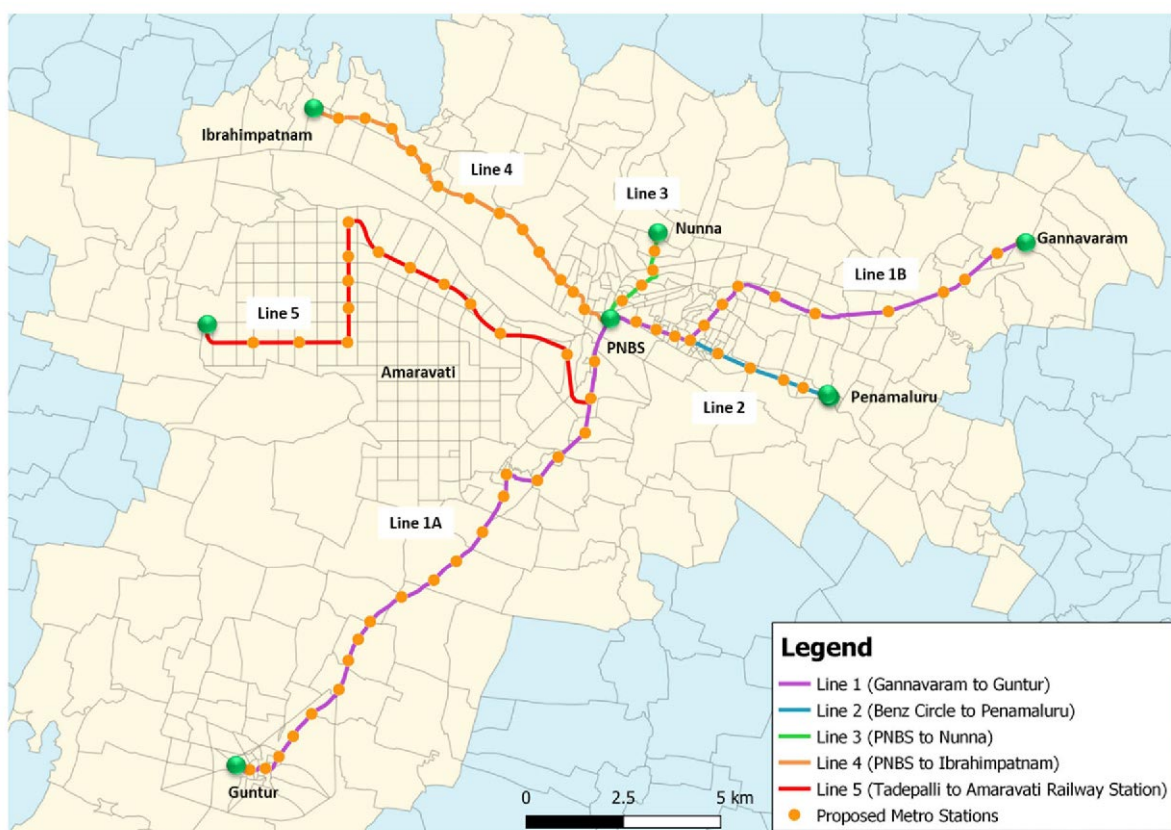 Ibrahimpatnam
Line 4
Line 3
Nunna
Gannavaram
Line 1B
Line 5
PNBS
Amaravati
Line 2
Penamaluru
Line 1A
Guntur
0 2.5 5 km
Legend
Line 1 (Gannavaram to Guntur)
Line 2 (Benz Circle to Penamaluru)
Line 3 (PNBS to Nunna)
Line 4 (PNBS to Ibrahimpatnam)
Line 5 (Tadepalli to Amaravati Railway Station)
Proposed Metro Stations